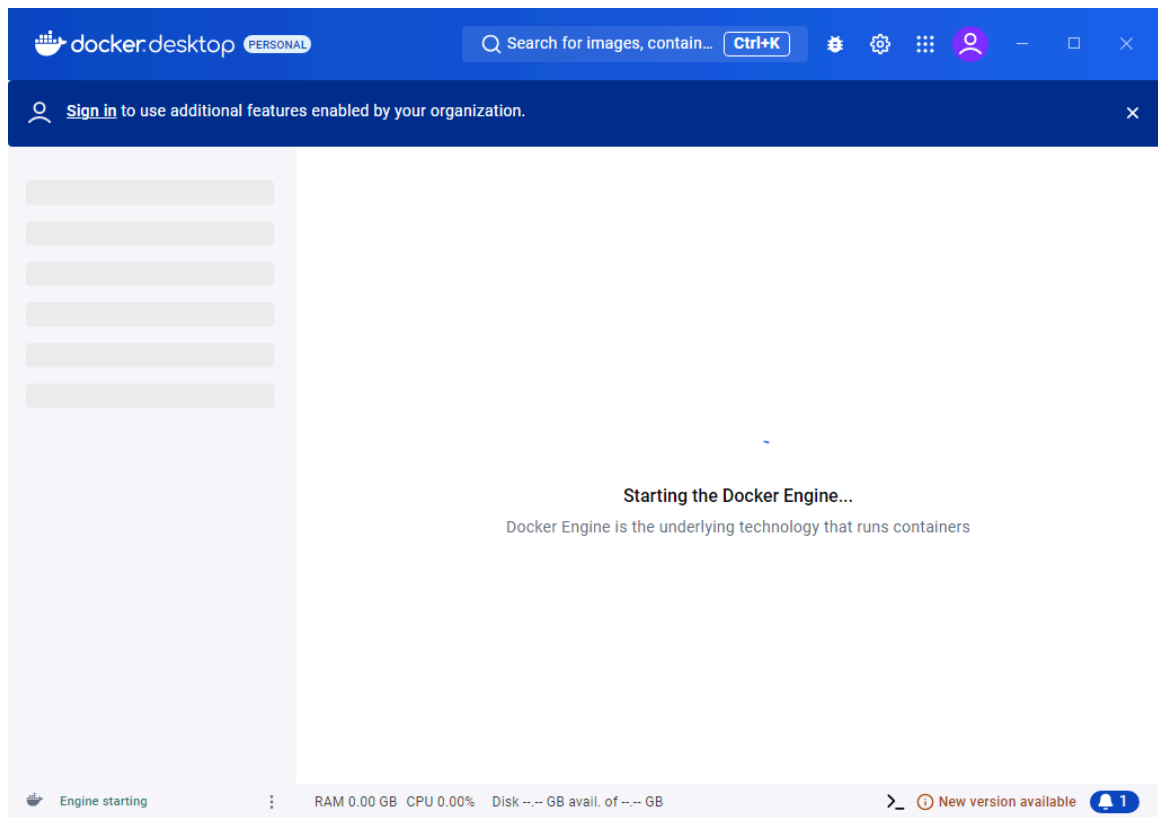 docker.desktop PERSONAL
Search for images, contain... Ctrl+K
Sign in to use additional features enabled by your organization.
Starting the Docker Engine...
Docker Engine is the underlying technology that runs containers
Engine starting
RAM 0.00 GB CPU 0.00% Disk --.-- GB avail. of --.-- GB
New version available
1